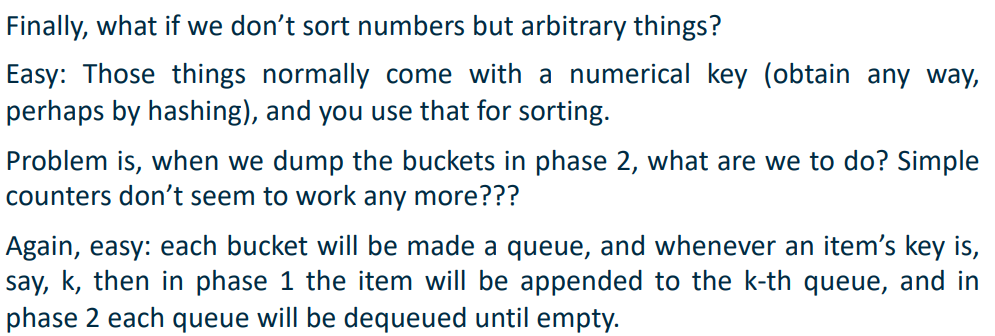 Finally, what if we don’t sort numbers but arbitrary things?
Easy: Those things normally come with a numerical key (obtain any way,
perhaps by hashing), and you use that for sorting.
Problem is, when we dump the buckets in phase 2, what are we to do? Simple
counters don’t seem to work any more???
Again, easy: each bucket will be made a queue, and whenever an item’s key is,
say, k, then in phase 1 the item will be appended to the k-th queue, and in
phase 2 each queue will be dequeued until empty.